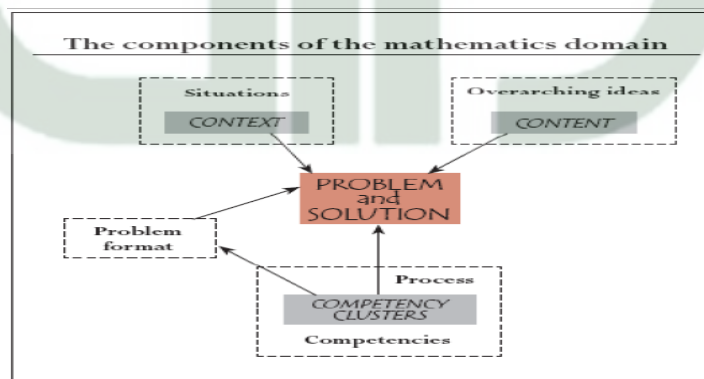 The components of the mathematics domain
Situations
CONTEXT
Overarching ideas
CONTENT
PROBLEM
and
SOLUTION
Problem
format
Process
COMPETENCY
CLUSTERS
Competencies